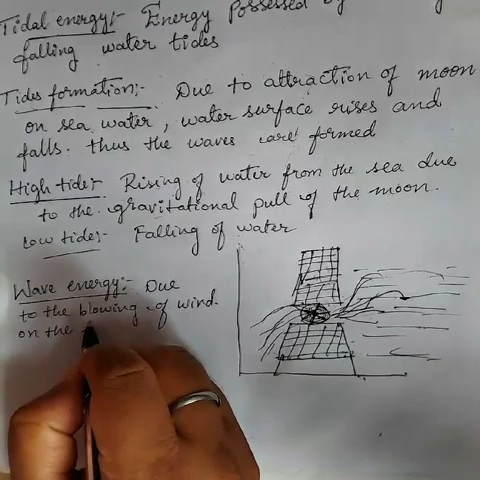 Tidal energy:- Energy Possessed by
falling water tides
Tides formation:- Due to attraction of moon
on sea water, water surface rises and
falls. thus the waves are formed
High tide:- Rising of water from the sea due
to the gravitational pull of the moon.
Low tide:- Falling of water
Wave energy:- Due
to the blowing of wind.
on the